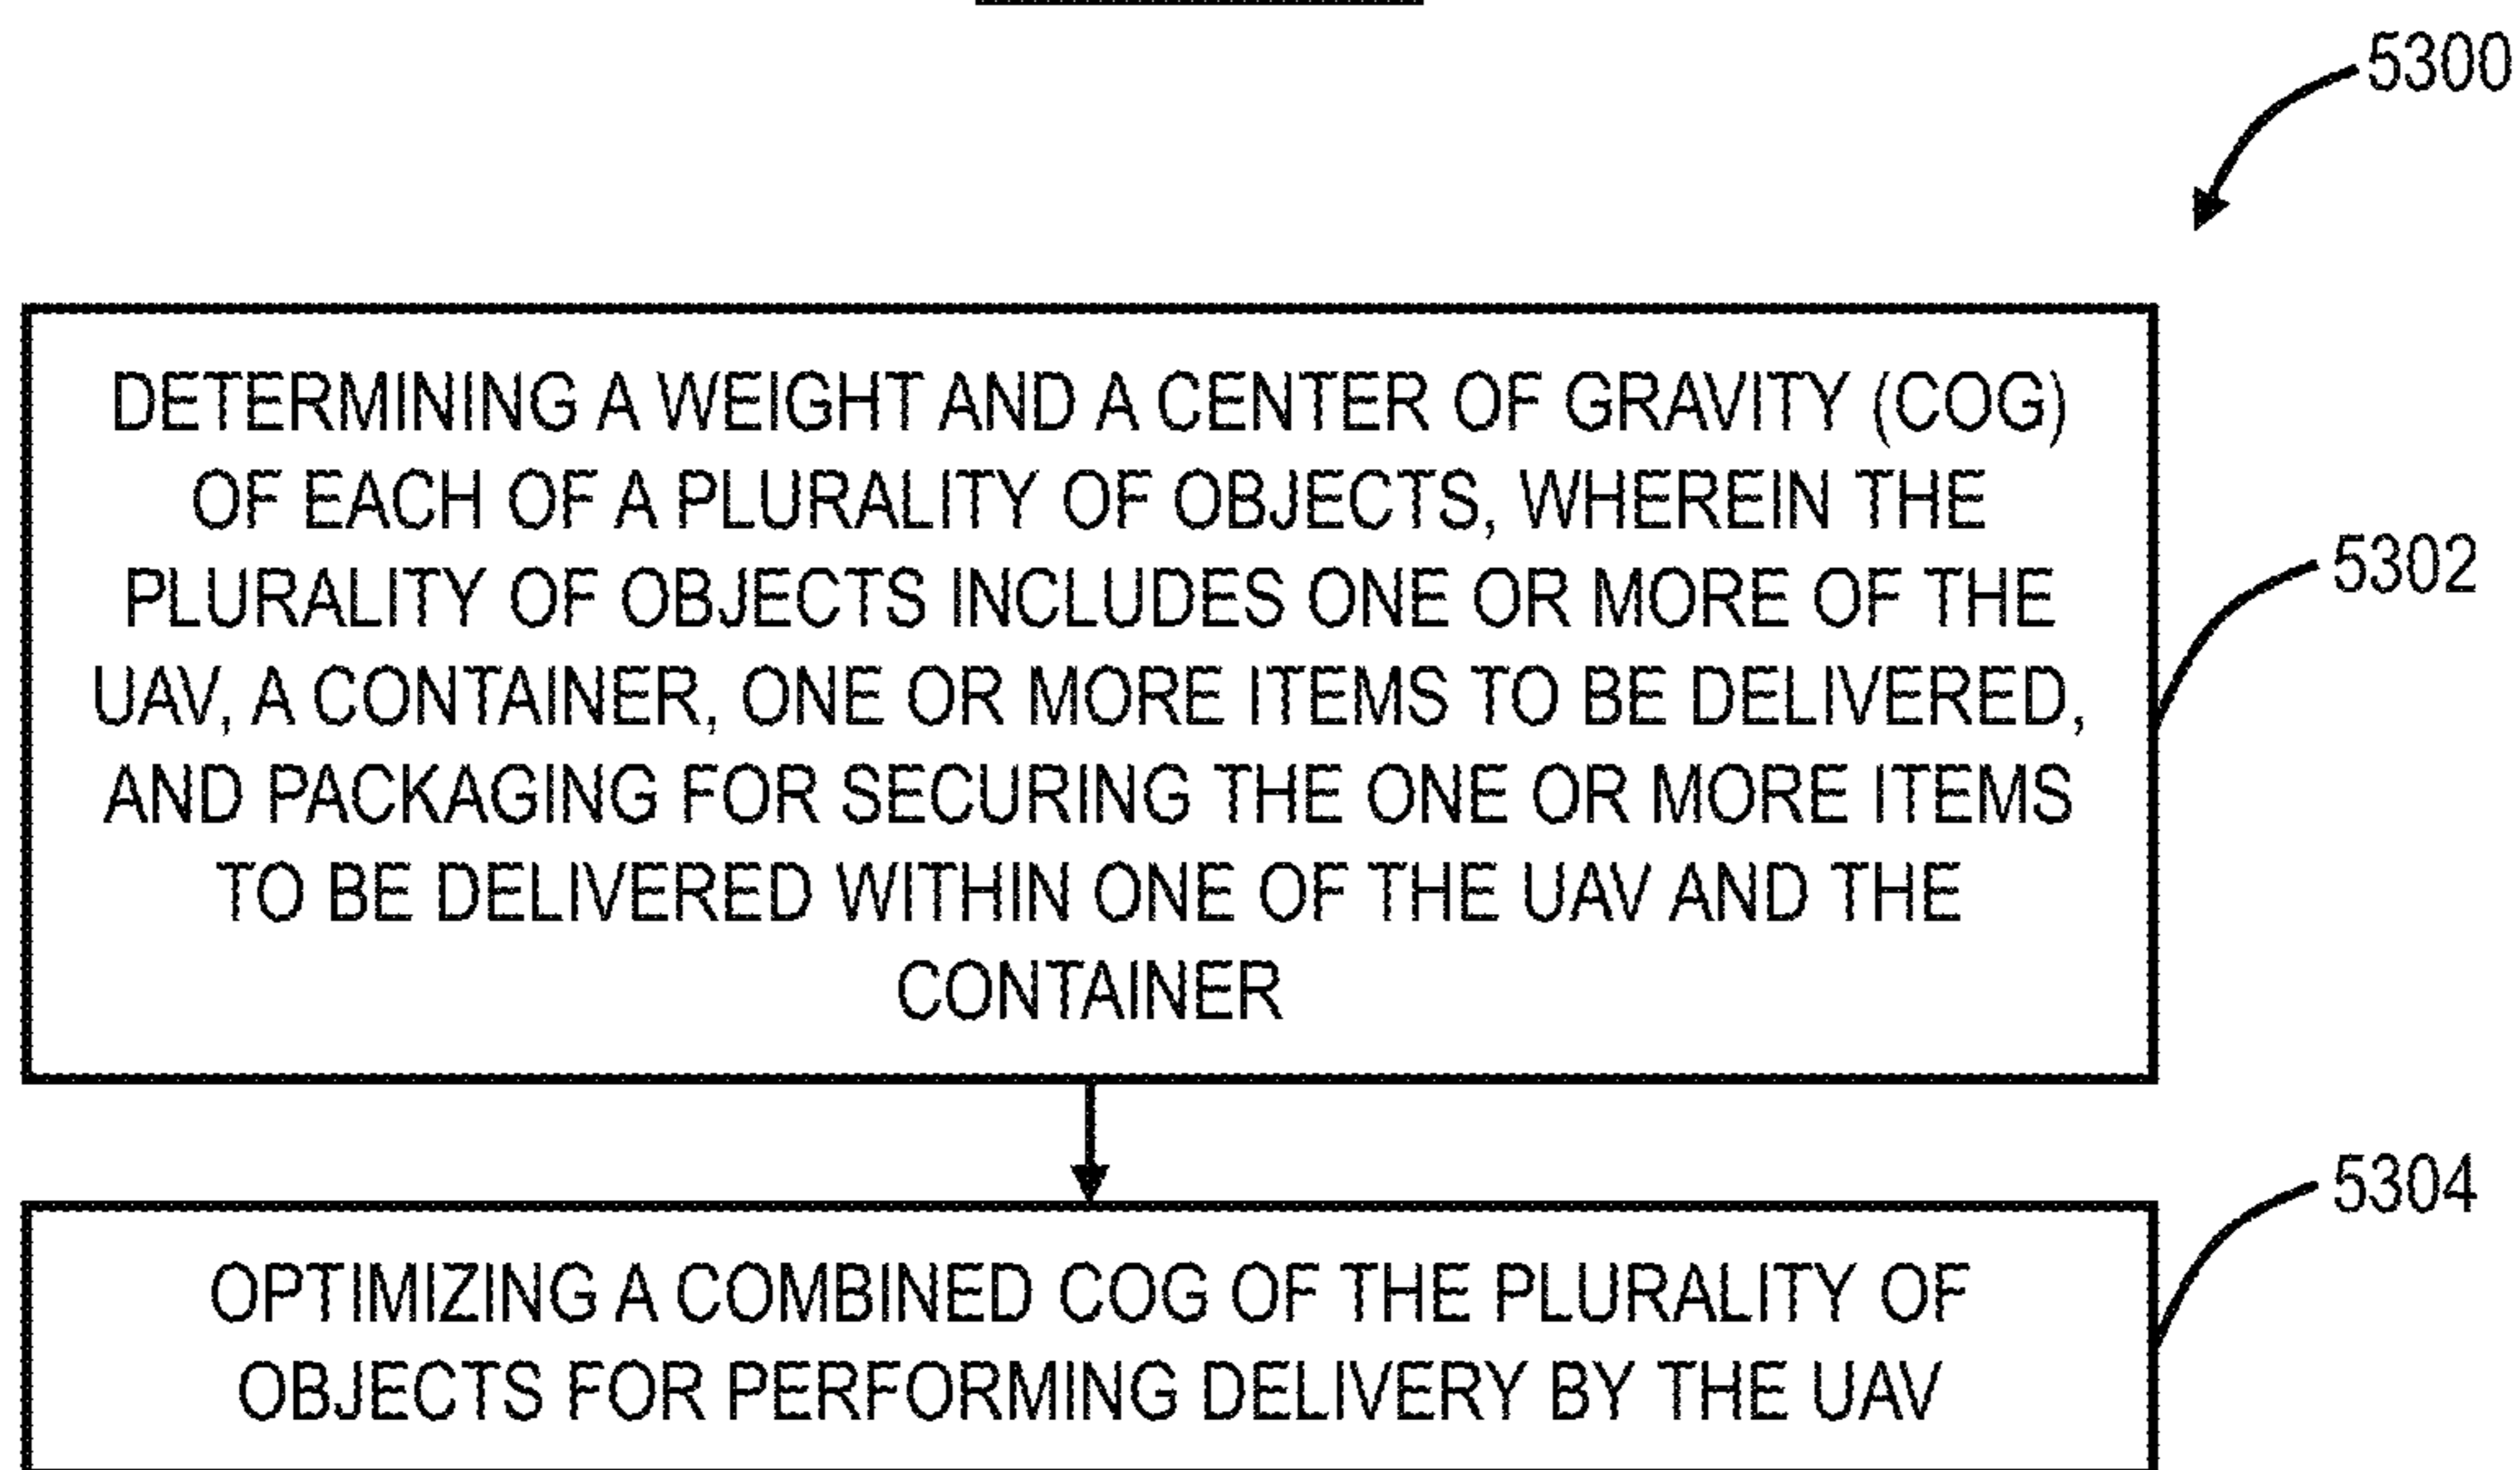 5300
DETERMINING A WEIGHT AND A CENTER OF GRAVITY (COG)
OF EACH OF A PLURALITY OF OBJECTS, WHEREIN THE
PLURALITY OF OBJECTS INCLUDES ONE OR MORE OF THE
UAV, A CONTAINER, ONE OR MORE ITEMS TO BE DELIVERED,
AND PACKAGING FOR SECURING THE ONE OR MORE ITEMS
TO BE DELIVERED WITHIN ONE OF THE UAV AND THE
CONTAINER
5302
OPTIMIZING A COMBINED COG OF THE PLURALITY OF
OBJECTS FOR PERFORMING DELIVERY BY THE UAV
5304